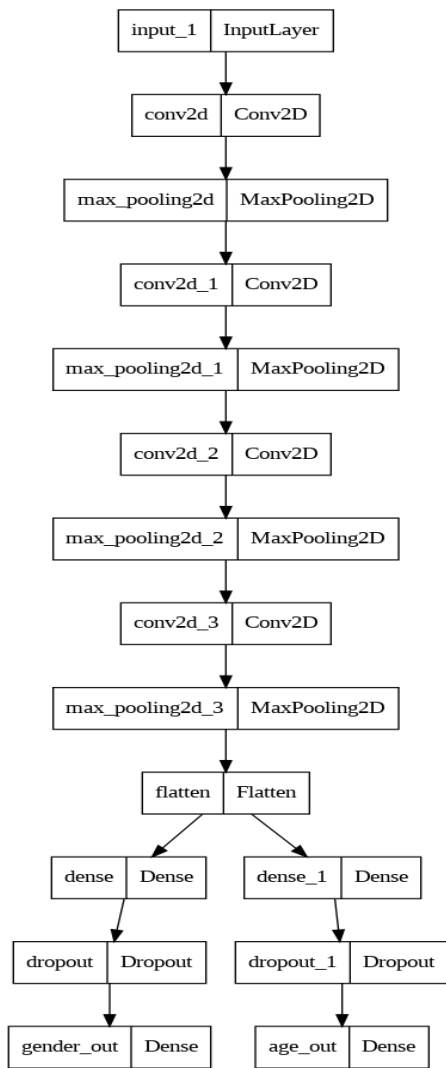 input_1 InputLayer
conv2d Conv2D
max_pooling2d MaxPooling2D
conv2d_1 Conv2D
max_pooling2d_1 MaxPooling2D
conv2d_2 Conv2D
max_pooling2d_2 MaxPooling2D
conv2d_3 Conv2D
max_pooling2d_3 MaxPooling2D
flatten Flatten
dense Dense dense_1 Dense
dropout Dropout dropout_1 Dropout
gender_out Dense age_out Dense